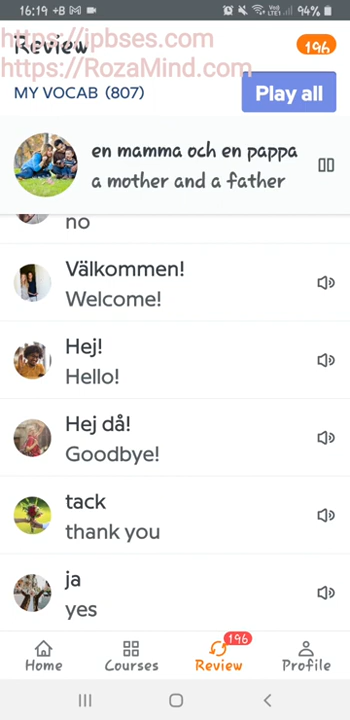 16:19 +B M
94%
https://jpbses.com
Review
196
https://RozaMind.com
MY VOCAB (807)
Play all
en mamma och en pappa
a mother and a father
no
Välkommen!
Welcome!
Hej!
Hello!
Hej då!
Goodbye!
tack
thank you
ja
yes
196
Home
Courses
Review
Profile